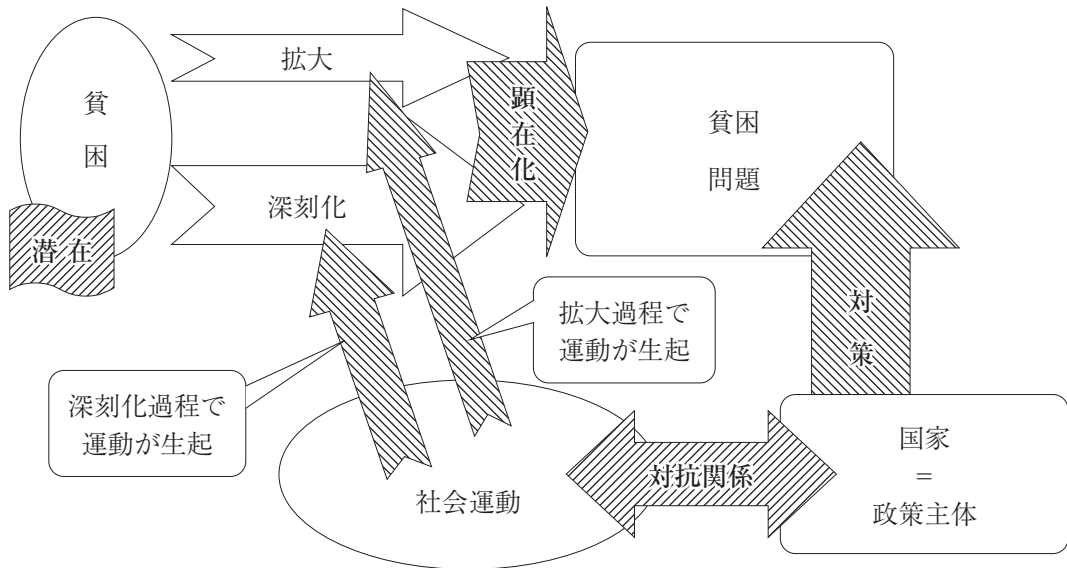 拡大
貧
困
顕
在
化
貧困
問題
深刻化
潜在
対
策
拡大過程で
運動が生起
深刻化過程で
運動が生起
社会運動
対抗関係
国家
=
政策主体